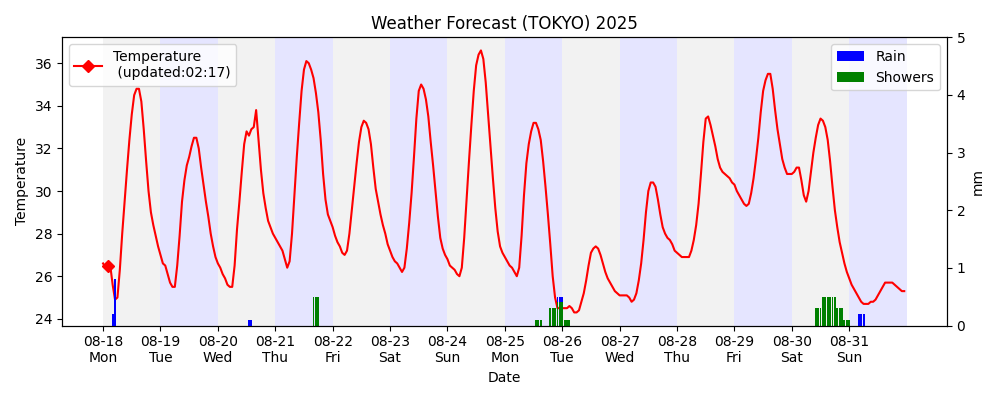 Weather Forecast (TOKYO) 2025
Temperature
(updated:02:17)
Rain
Showers
Temperature
36
34
32
30
28
26
24
5
4
3
2
1
0
mm
08-18 08-19 08-20 08-21 08-22 08-23 08-24 08-25 08-26 08-27 08-28 08-29 08-30 08-31
Mon Tue Wed Thu Fri Sat Sun Mon Tue Wed Thu Fri Sat Sun
Date